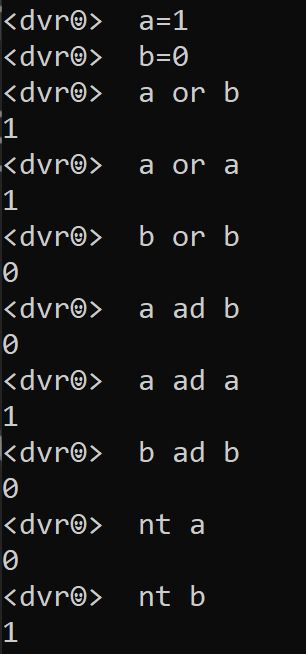 <dvr☺>  a=1
<dvr☺>  b=0
<dvr☺>  a or b
1
<dvr☺>  a or a
1
<dvr☺>  b or b
0
<dvr☺>  a ad b
0
<dvr☺>  a ad a
1
<dvr☺>  b ad b
0
<dvr☺>  nt a
0
<dvr☺>  nt b
1